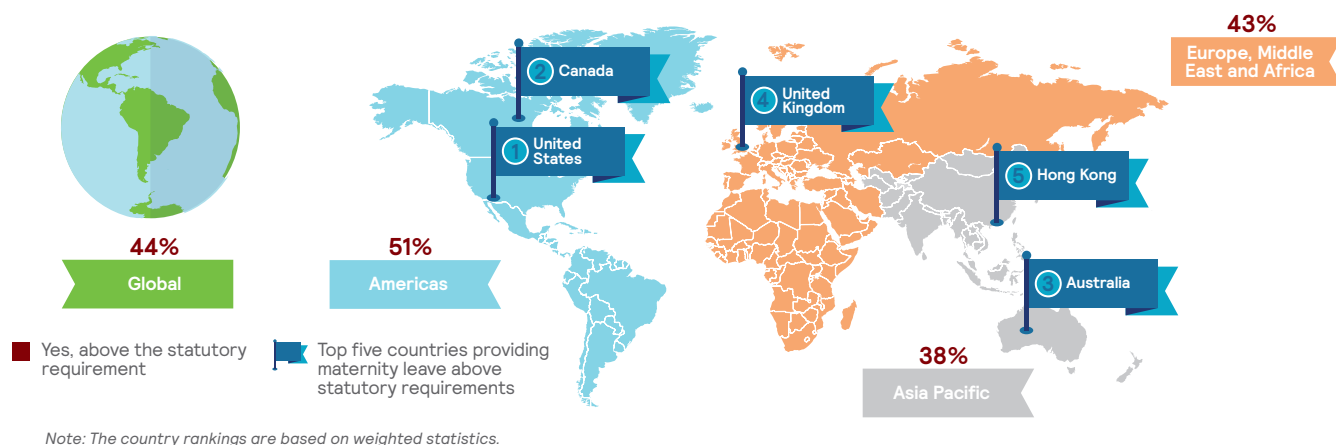 43%
Europe, Middle
East and Africa
2 Canada
4 United
Kingdom
1 United
States
5 Hong Kong
44%
Global
51%
Americas
3 Australia
38%
Asia Pacific
Yes, above the statutory
requirement
Top five countries providing
maternity leave above
statutory requirements
Note: The country rankings are based on weighted statistics.